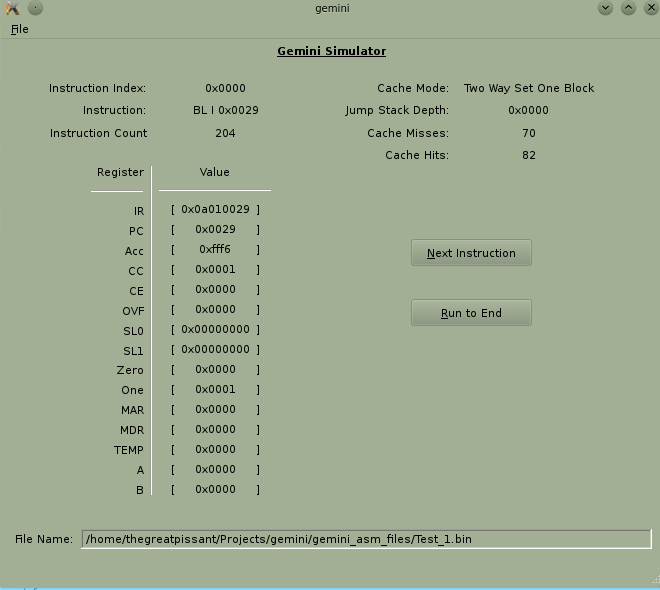 gemini
File
Gemini Simulator
Instruction Index: 0x0000 Cache Mode: Two Way Set One Block
Instruction: BL I 0x0029 Jump Stack Depth: 0x0000
Instruction Count 204 Cache Misses: 70
Cache Hits: 82
Register Value
IR [ 0x0a010029 ]
PC [ 0x0029 ]
Acc [ 0xfff6 ]
CC [ 0x0001 ]
CE [ 0x0000 ]
OVF [ 0x0000 ]
SL0 [ 0x00000000 ]
SL1 [ 0x00000000 ]
Zero [ 0x0000 ]
One [ 0x0001 ]
MAR [ 0x0000 ]
MDR [ 0x0000 ]
TEMP [ 0x0000 ]
A [ 0x0000 ]
B [ 0x0000 ]
Next Instruction
Run to End
File Name: /home/thegreatpissant/Projects/gemini/gemini_asm_files/Test_1.bin